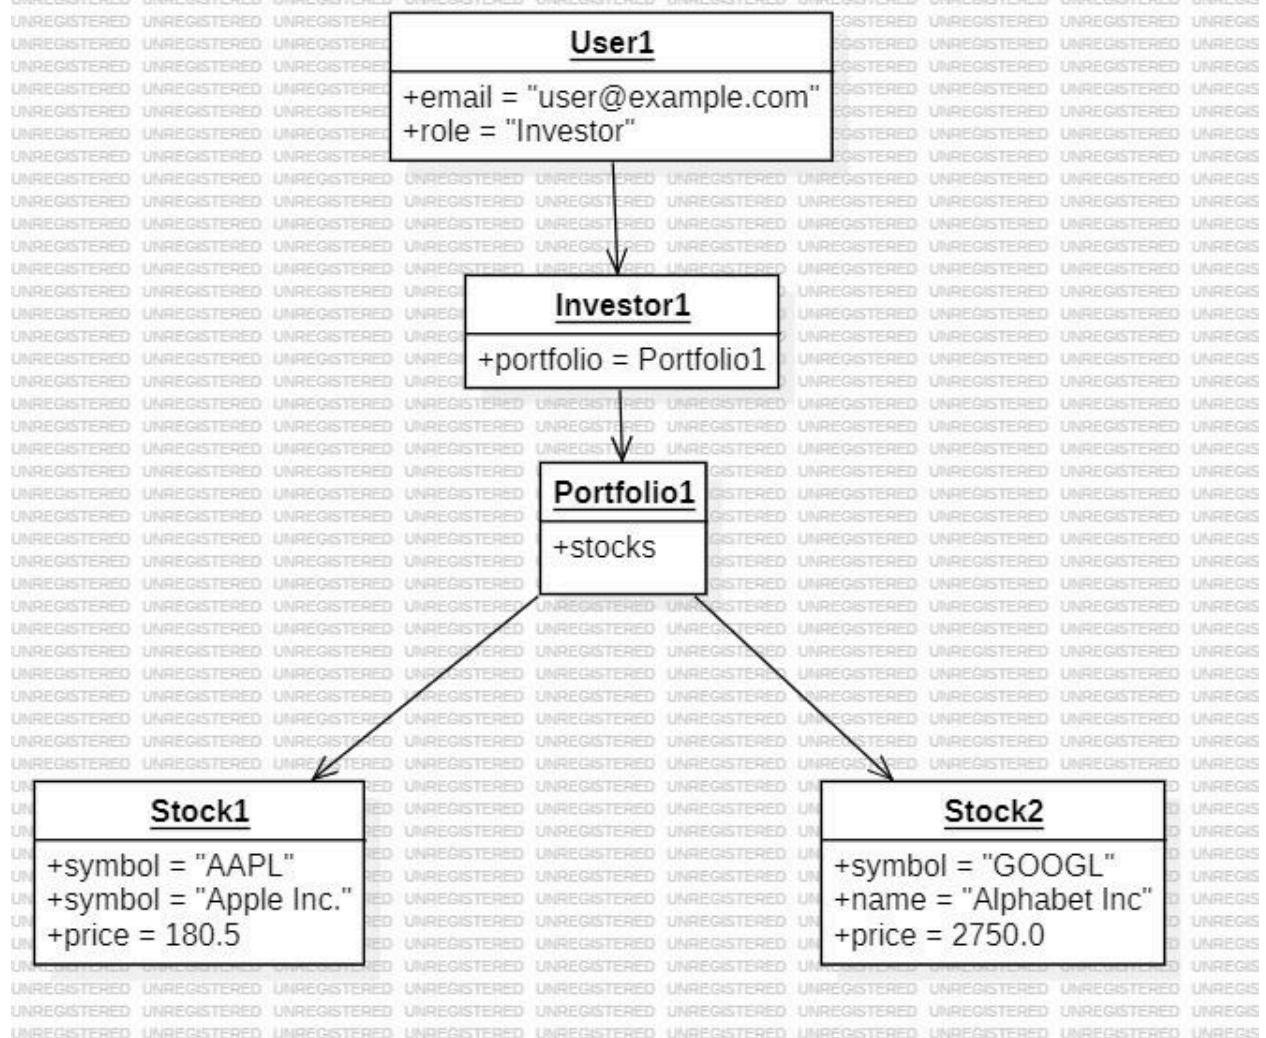 User1
+email = "user@example.com"
+role = "Investor"
Investor1
+portfolio = Portfolio1
Portfolio1
+stocks
Stock1
+symbol = "AAPL"
+symbol = "Apple Inc."
+price = 180.5
Stock2
+symbol = "GOOGL"
+name = "Alphabet Inc"
+price = 2750.0
UNREGISTERED